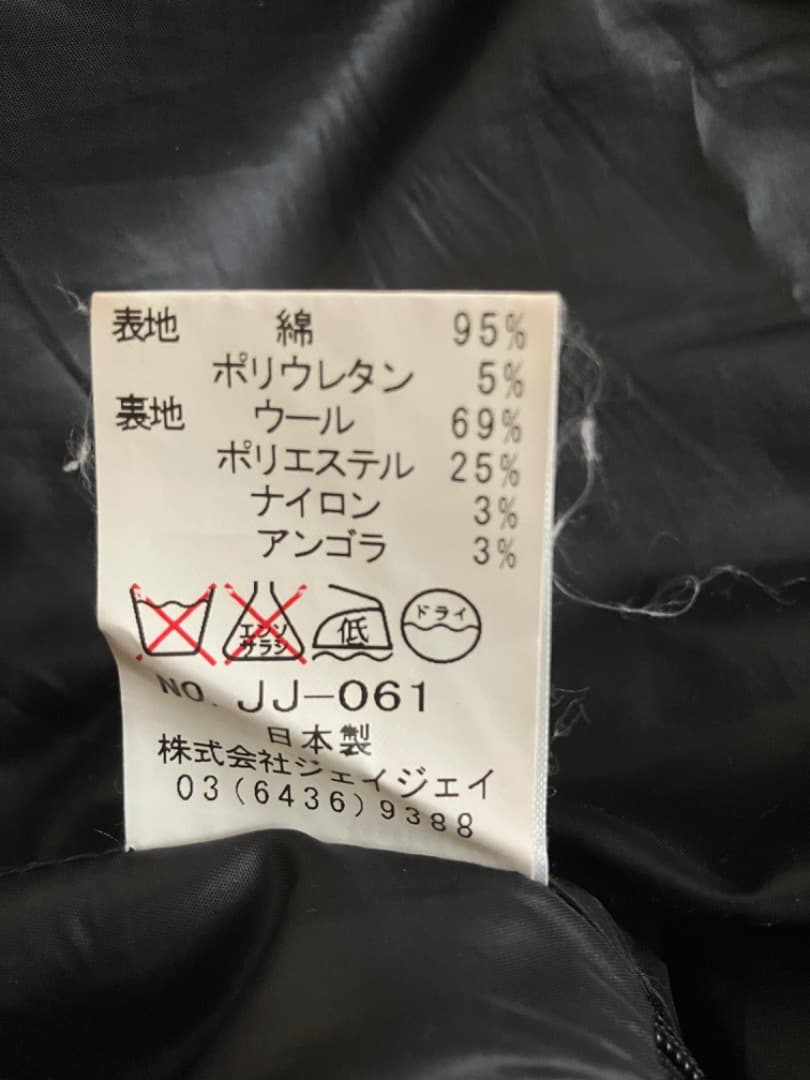 表地 綿 95%
ポリウレタン 5%
裏地 ウール 69%
ポリエステル 25%
ナイロン 3%
アンゴラ 3%
エンソサラシ 低 ドライ
NO. JJ-061
日本製
株式会社ジェイジェイ
03(6436)9388